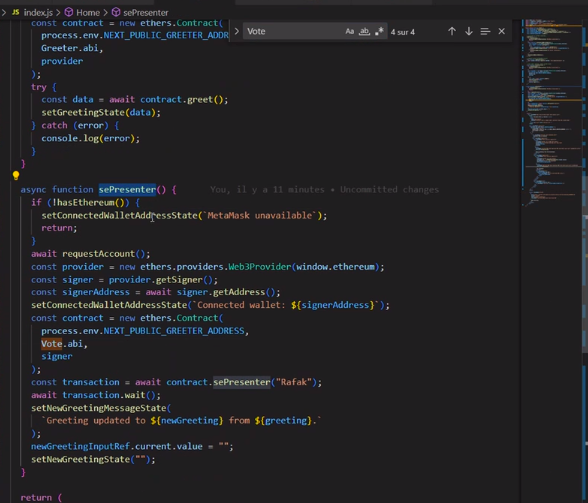 index.js > Home > sePresenter
const contract = new ethers.Contract(
process.env.NEXT_PUBLIC_GREETER_ADDR
Greeter.abi,
provider
);
Vote
Aa ab .*
4 sur 4
try {
const data = await contract.greet();
setGreetingState(data);
} catch (error) {
console.log(error);
}
}
async function sePresenter() {
You, il y a 11 minutes • Uncommitted changes
if (!hasEthereum()) {
setConnectedWalletAddressState(`MetaMask unavailable`);
return;
}
await requestAccount();
const provider = new ethers.providers.Web3Provider(window.ethereum);
const signer = provider.getSigner();
const signerAddress = await signer.getAddress();
setConnectedWalletAddressState(`Connected wallet: ${signerAddress}`);
const contract = new ethers.Contract(
process.env.NEXT_PUBLIC_GREETER_ADDRESS,
Vote.abi,
signer
);
const transaction = await contract.sePresenter("Rafak");
await transaction.wait();
setNewGreetingMessageState(
`Greeting updated to ${newGreeting} from ${greeting}.`
);
newGreetingInputRef.current.value = "";
setNewGreetingState("");
}
return (